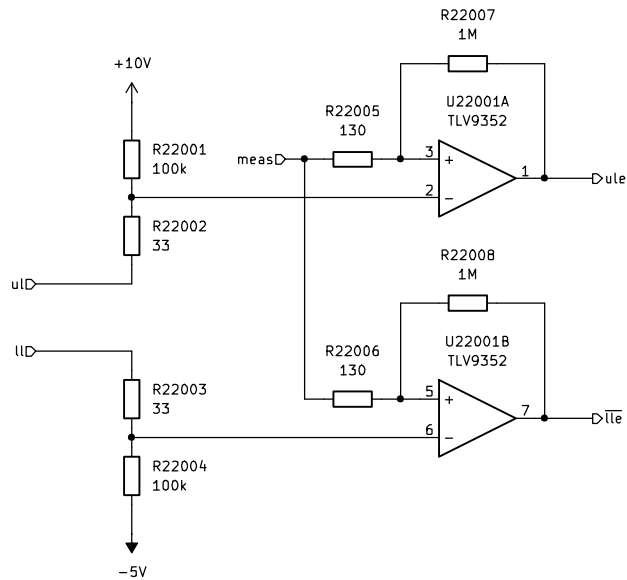 R22007
1M
+10V
U22001A
TLV9352
R22005
130
R22001
100k
meas
3
+
1
ule
2
−
R22002
33
ul
R22008
1M
ll
U22001B
TLV9352
R22006
130
R22003
33
5
+
7
lle
6
−
R22004
100k
−5V